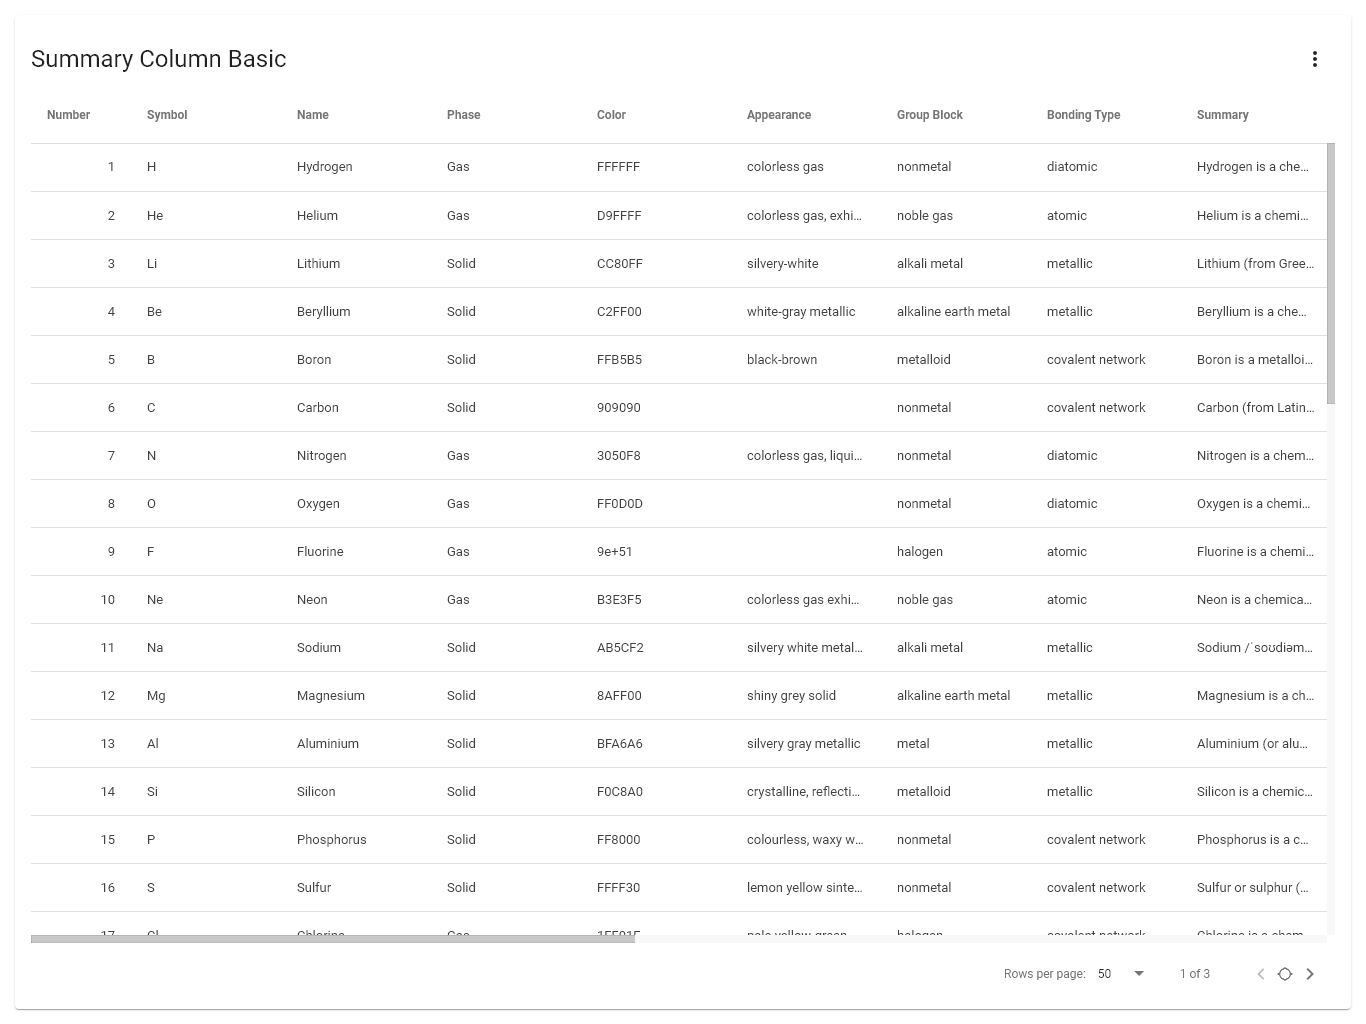 Summary Column Basic
Number Symbol Name Phase Color Appearance Group Block Bonding Type Summary
1 H Hydrogen Gas FFFFFF colorless gas nonmetal diatomic Hydrogen is a che...
2 He Helium Gas D9FFFF colorless gas, exhi... noble gas atomic Helium is a chemi...
3 Li Lithium Solid CC80FF silvery-white alkali metal metallic Lithium (from Gree...
4 Be Beryllium Solid C2FF00 white-gray metallic alkaline earth metal metallic Beryllium is a che...
5 B Boron Solid FFB5B5 black-brown metalloid covalent network Boron is a metalloi...
6 C Carbon Solid 909090 nonmetal covalent network Carbon (from Latin...
7 N Nitrogen Gas 3050F8 colorless gas, liqui... nonmetal diatomic Nitrogen is a chem...
8 O Oxygen Gas FF0D0D nonmetal diatomic Oxygen is a chemi...
9 F Fluorine Gas 9e+51 halogen atomic Fluorine is a chemi...
10 Ne Neon Gas B3E3F5 colorless gas exhi... noble gas atomic Neon is a chemica...
11 Na Sodium Solid AB5CF2 silvery white metal... alkali metal metallic Sodium /ˈsoʊdiəm...
12 Mg Magnesium Solid 8AFF00 shiny grey solid alkaline earth metal metallic Magnesium is a ch...
13 Al Aluminium Solid BFA6A6 silvery gray metallic metal metallic Aluminium (or alu...
14 Si Silicon Solid F0C8A0 crystalline, reflecti... metalloid metallic Silicon is a chemic...
15 P Phosphorus Solid FF8000 colourless, waxy w... nonmetal covalent network Phosphorus is a c...
16 S Sulfur Solid FFFF30 lemon yellow sinte... nonmetal covalent network Sulfur or sulphur (...
17 Cl Chlorine Gas halogen covalent network Chlorine is a chem...
Rows per page: 50 1 of 3